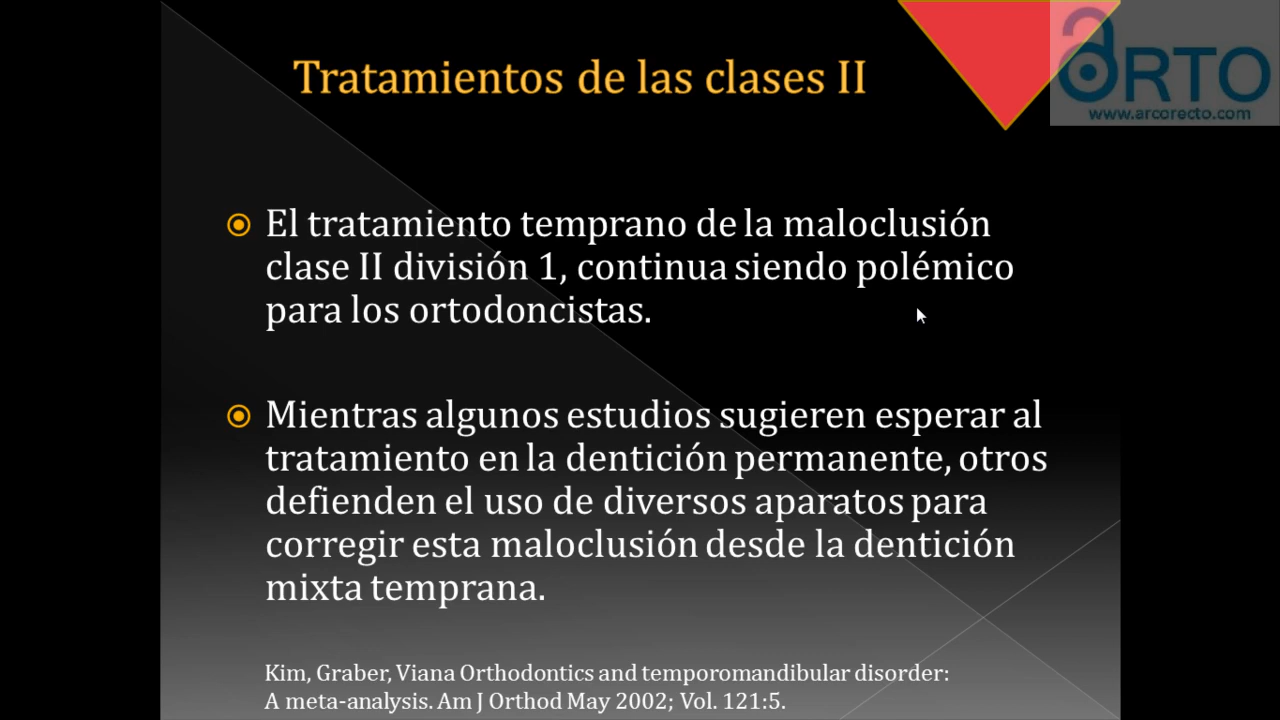 Tratamientos de las clases II
ORTO
www.arcorecto.com
El tratamiento temprano de la maloclusión
clase II división 1, continua siendo polémico
para los ortodoncistas.
Mientras algunos estudios sugieren esperar al
tratamiento en la dentición permanente, otros
defienden el uso de diversos aparatos para
corregir esta maloclusión desde la dentición
mixta temprana.
Kim, Graber, Viana Orthodontics and temporomandibular disorder:
A meta-analysis. Am J Orthod May 2002; Vol. 121:5.